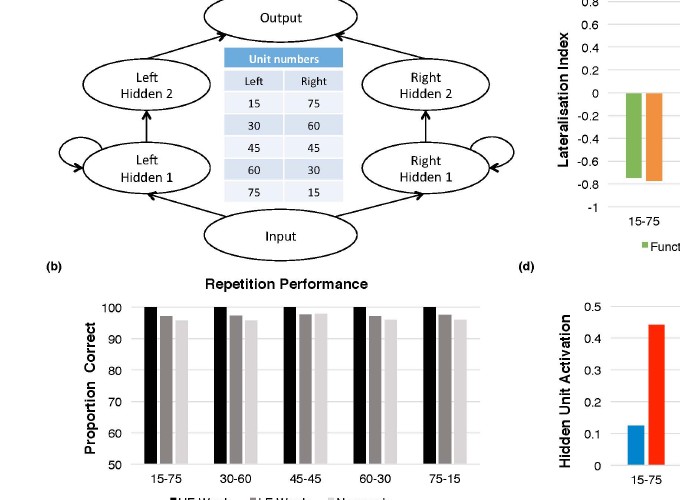 Output
Unit numbers
Left Right
15 75
30 60
45 45
60 30
75 15
Left
Hidden 2
Right
Hidden 2
Left
Hidden 1
Right
Hidden 1
Input
Lateralisation Index
0.8
0.6
0.4
0.2
0
-0.2
-0.4
-0.6
-0.8
-1
15-75
(b)
Repetition Performance
Proportion Correct
100
90
80
70
60
50
15-75 30-60 45-45 60-30 75-15
(d)
Hidden Unit Activation
0.5
0.4
0.3
0.2
0.1
0
15-75